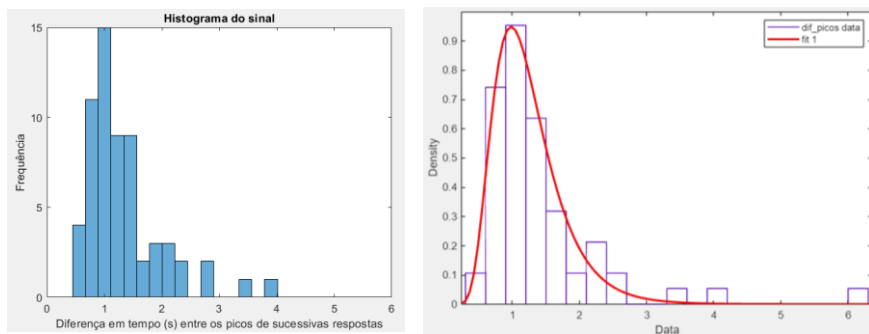 Histograma do sinal
15
10
5
0
Frequência
0 1 2 3 4 5 6
Diferença em tempo (s) entre os picos de sucessivas respostas
dif_picos data
fit 1
0.9
0.8
0.7
0.6
0.5
0.4
0.3
0.2
0.1
0
Density
1 2 3 4 5 6
Data